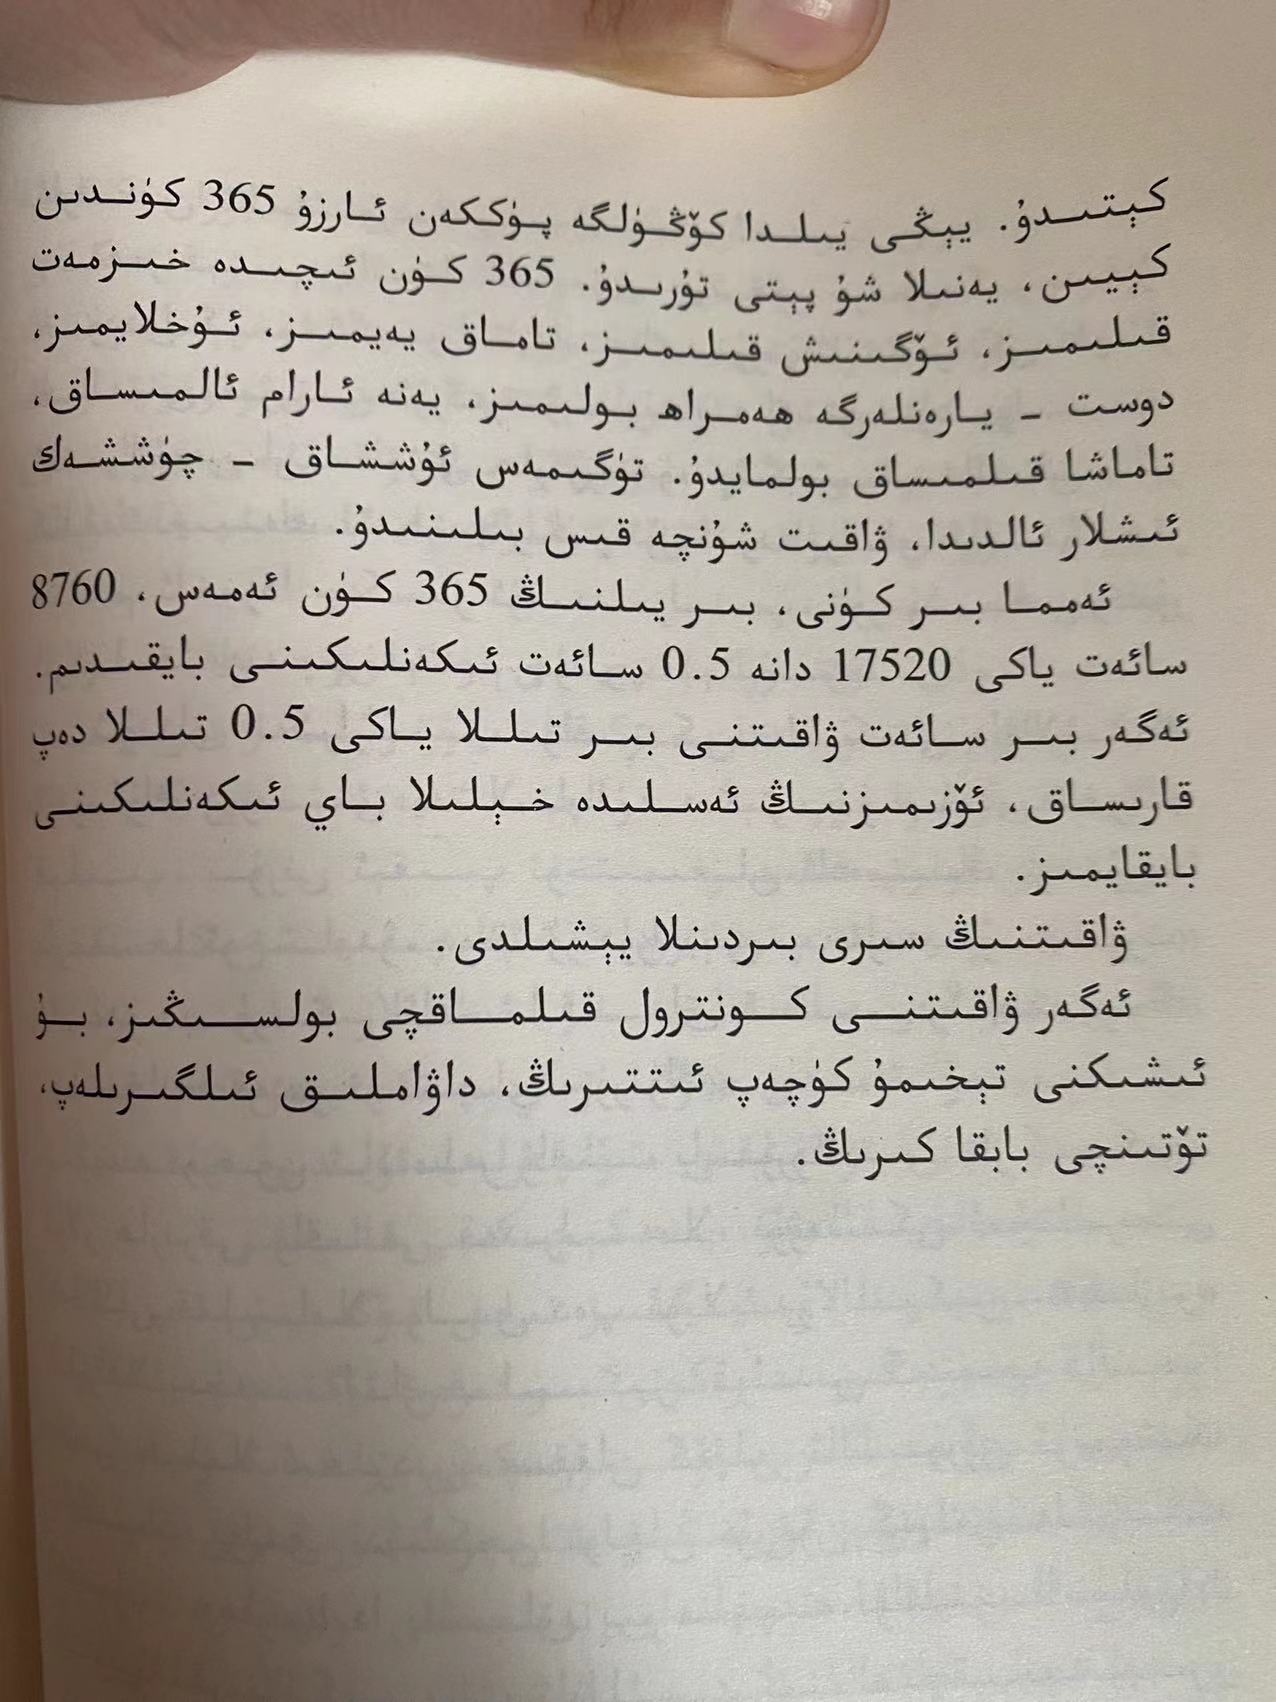 كېتىدۇ. يېڭى يىلدا كۆڭۈلگە پۈككەن ئارزۇ 365 كۈندىن
كېيىن، يەنىلا شۇ پېتى تۇرىدۇ. 365 كۈن ئىچىدە خىزمەت
قىلىمىز، ئۆگىنىش قىلىمىز، تاماق يەيمىز، ئۇخلايمىز،
دوست - يارەنلەرگە ھەمراھ بولىمىز، يەنە ئارام ئالمىساق،
تاماشا قىلمىساق بولمايدۇ. تۈگىمەس ئۇششاق - چۈششەك
ئىشلار ئالدىدا، ۋاقىت شۇنچە قىس بىلىنىدۇ.
ئەمما بىر كۈنى، بىر يىلنىڭ 365 كۈن ئەمەس، 8760
سائەت ياكى 17520 دانە 0.5 سائەت ئىكەنلىكىنى بايقىدىم.
ئەگەر بىر سائەت ۋاقىتنى بىر تىللا ياكى 0.5 تىللا دەپ
قارىساق، ئۆزىمىزنىڭ ئەسلىدە خېلىلا باي ئىكەنلىكىنى
بايقايمىز.
ۋاقىتنىڭ سىرى بىردىنلا يېشىلدى.
ئەگەر ۋاقىتنى كونترول قىلماقچى بولسىڭىز، بۇ
ئىشىكنى تېخىمۇ كۈچەپ ئىتتىرىڭ، داۋاملىق ئىلگىرىلەپ،
تۆتىنچى بابقا كىرىڭ.